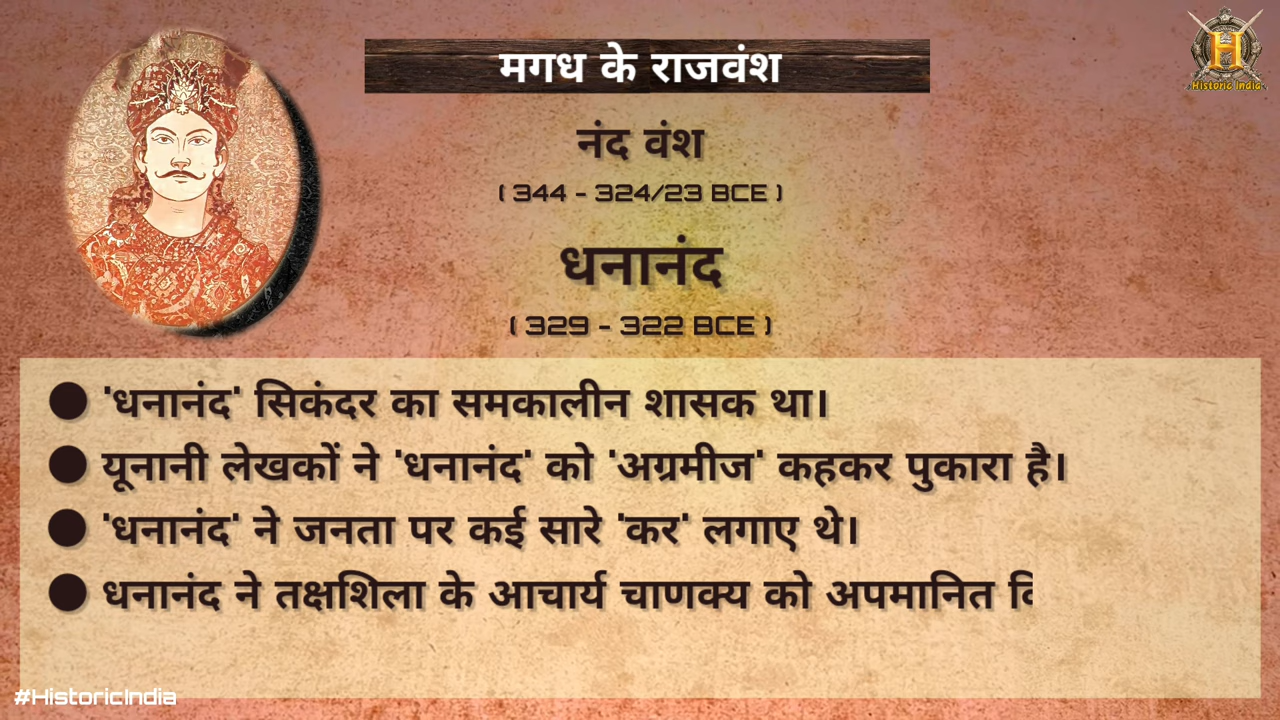 मगध के राजवंश
H
Historic India
नंद वंश
( 344 - 324/23 BCE )
धनानंद
( 329 - 322 BCE )
● 'धनानंद' सिकंदर का समकालीन शासक था।
● यूनानी लेखकों ने 'धनानंद' को 'अग्रमीज' कहकर पुकारा है।
● 'धनानंद' ने जनता पर कई सारे 'कर' लगाए थे।
● धनानंद ने तक्षशिला के आचार्य चाणक्य को अपमानित
#HistoricIndia